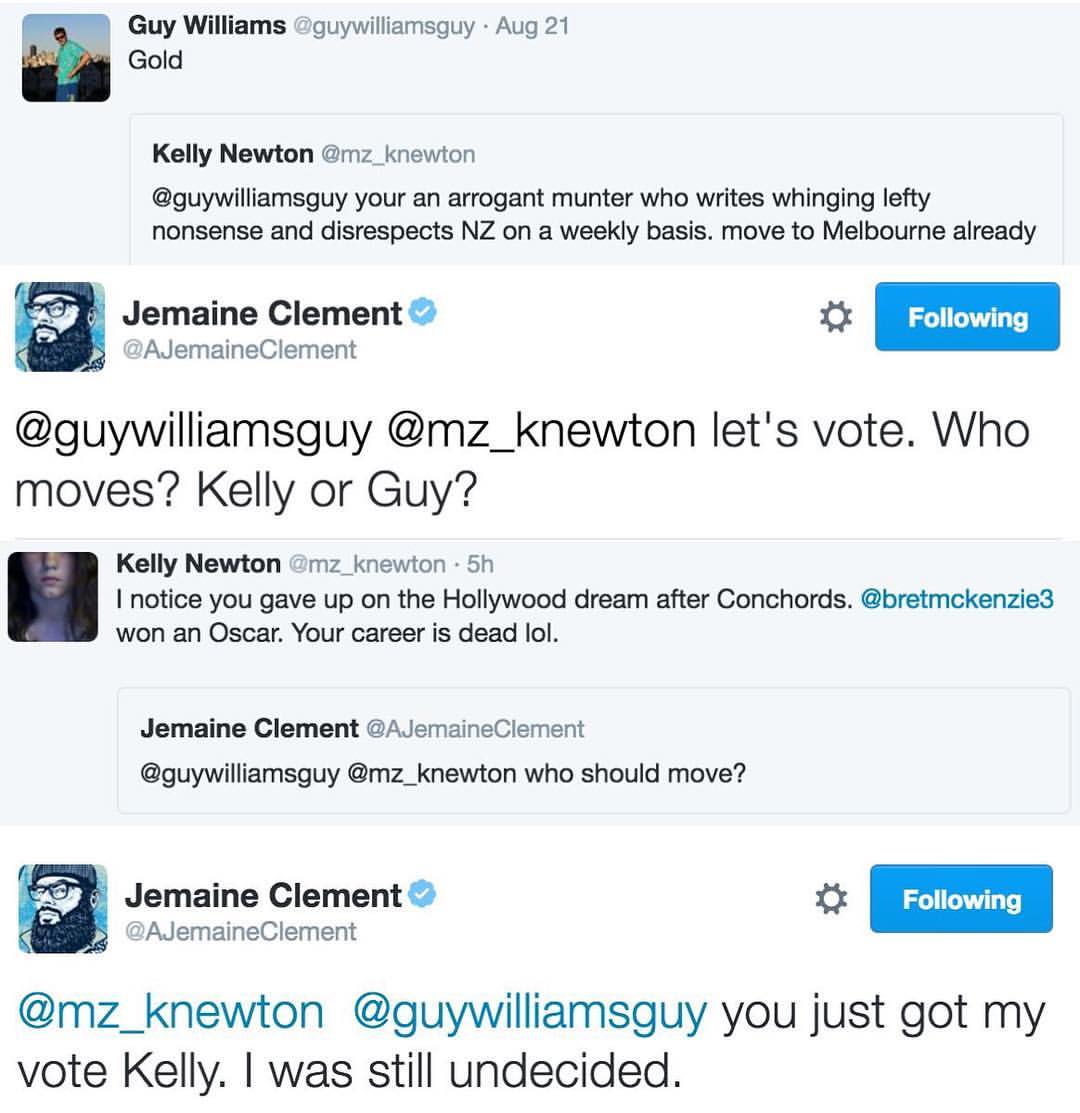 Guy Williams @guywilliamsguy · Aug 21
Gold
Kelly Newton @mz_knewton
@guywilliamsguy your an arrogant munter who writes whinging lefty
nonsense and disrespects NZ on a weekly basis. move to Melbourne already
Jemaine Clement
Following
@AJemaineClement
@guywilliamsguy @mz_knewton let's vote. Who
moves? Kelly or Guy?
Kelly Newton @mz_knewton · 5h
I notice you gave up on the Hollywood dream after Conchords. @bretmckenzie3
won an Oscar. Your career is dead lol.
Jemaine Clement @AJemaineClement
@guywilliamsguy @mz_knewton who should move?
Jemaine Clement
Following
@AJemaineClement
@mz_knewton @guywilliamsguy you just got my
vote Kelly. I was still undecided.